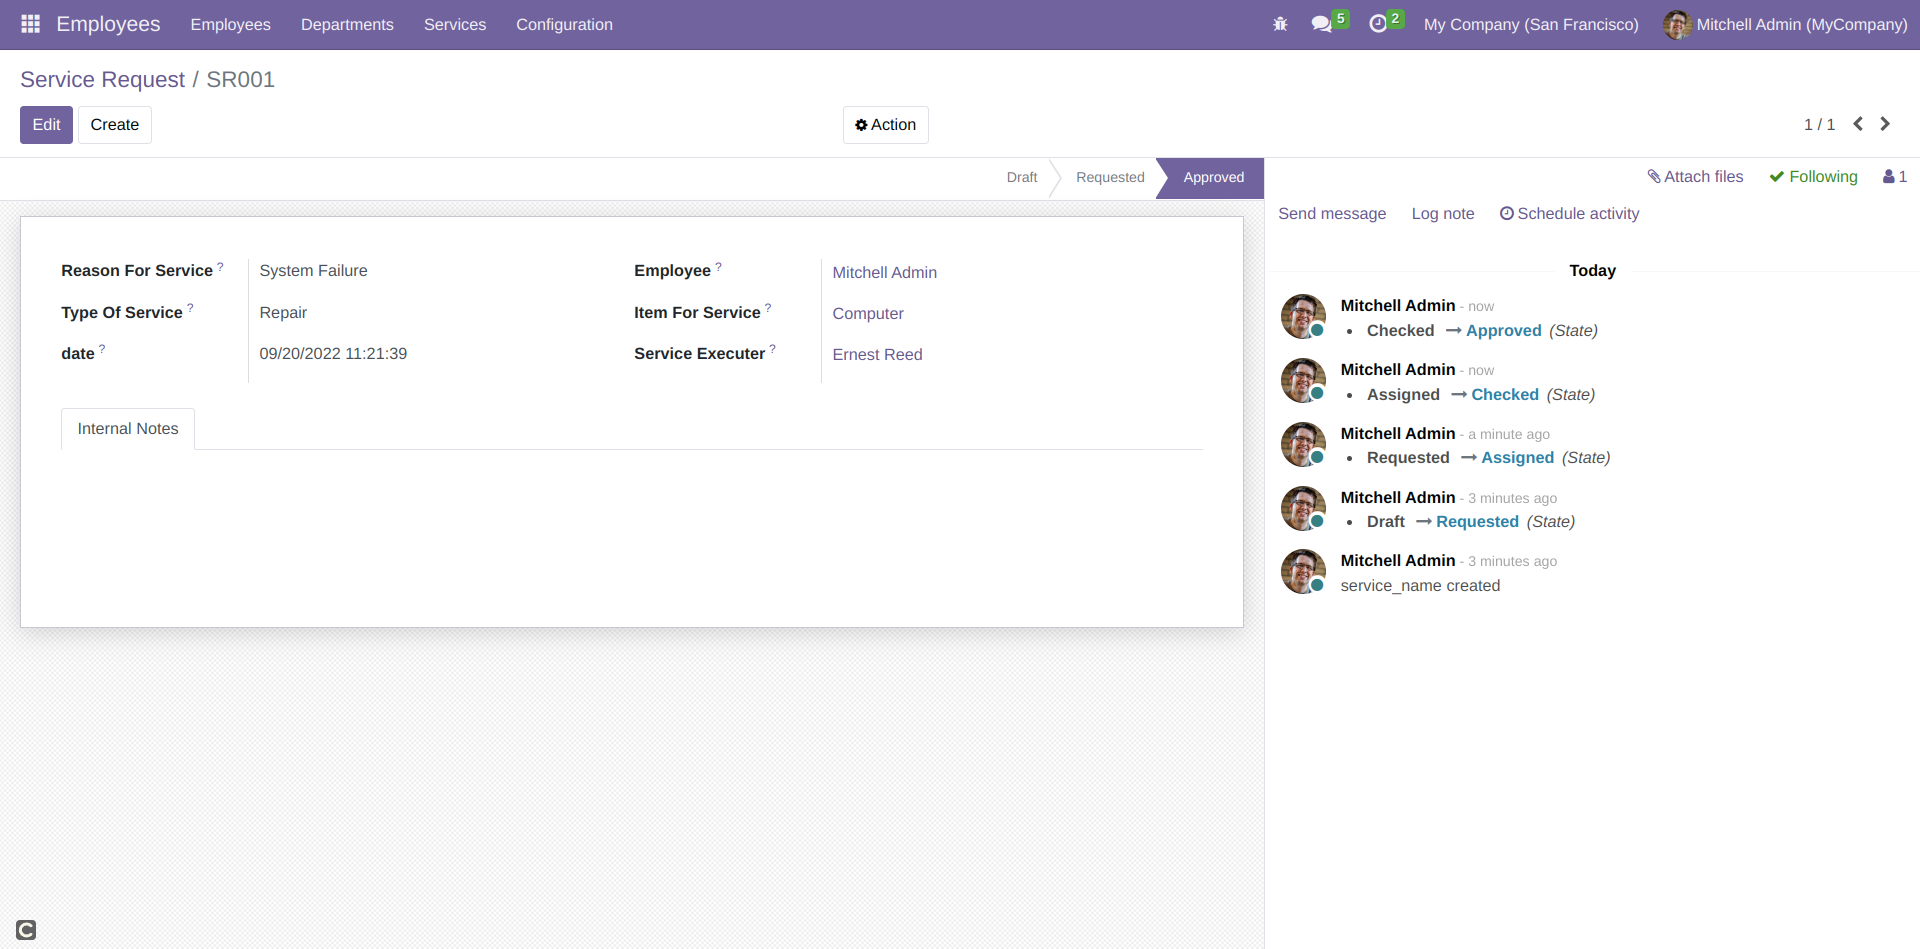 Employees Employees Departments Services Configuration 5 2 My Company (San Francisco) Mitchell Admin (MyCompany)
Service Request / SR001
Edit Create Action 1 / 1
Draft Requested Approved Attach files Following 1
Send message Log note Schedule activity
Reason For Service ? System Failure Employee ? Mitchell Admin
Type Of Service ? Repair Item For Service ? Computer
date ? 09/20/2022 11:21:39 Service Executer ? Ernest Reed
Internal Notes
Today
Mitchell Admin - now
• Checked → Approved (State)
Mitchell Admin - now
• Assigned → Checked (State)
Mitchell Admin - a minute ago
• Requested → Assigned (State)
Mitchell Admin - 3 minutes ago
• Draft → Requested (State)
Mitchell Admin - 3 minutes ago
service_name created
C